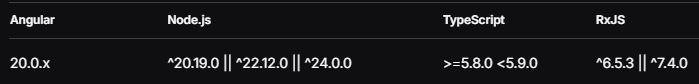 Angular Node.js TypeScript RxJS
20.0.x ^20.19.0 || ^22.12.0 || ^24.0.0 >=5.8.0 <5.9.0 ^6.5.3 || ^7.4.0